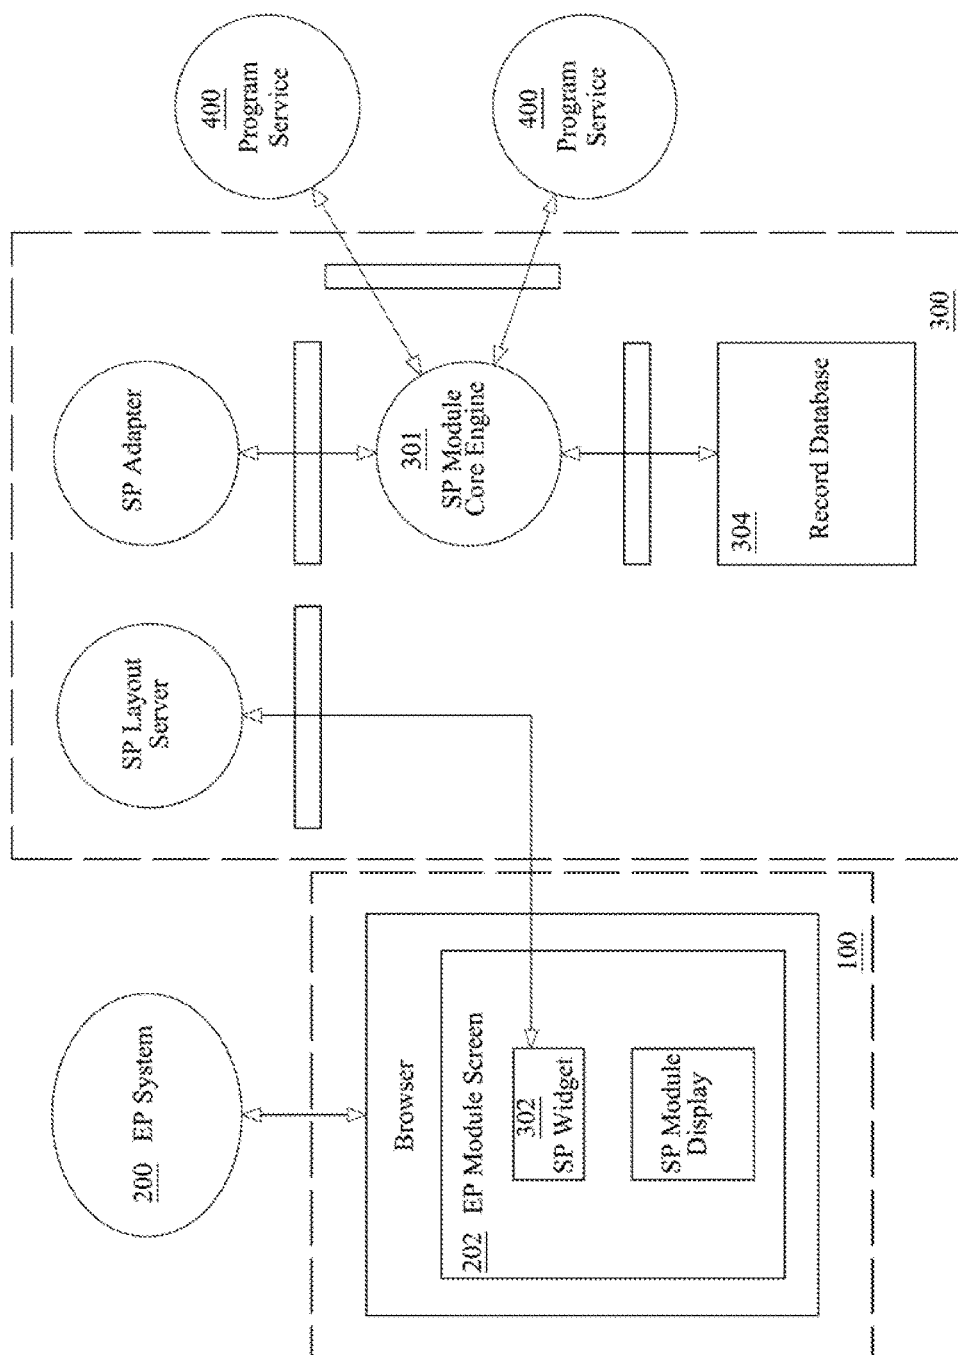 200 EP System
Browser
202 EP Module Screen
302
SP Widget
SP Module
Display
100
SP Layout
Server
SP Adapter
301
SP Module
Core Engine
304
Record Database
300
400
Program
Service
400
Program
Service